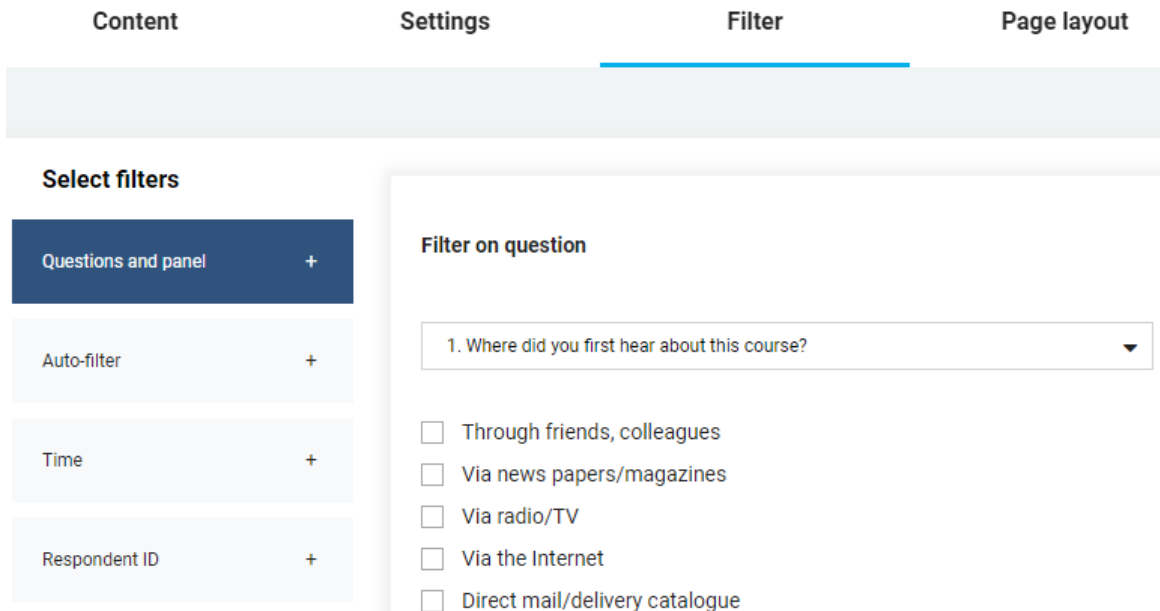 Content Settings Filter Page layout
Select filters
Questions and panel +
Auto-filter +
Time +
Respondent ID +
Filter on question
1. Where did you first hear about this course?
Through friends, colleagues
Via news papers/magazines
Via radio/TV
Via the Internet
Direct mail/delivery catalogue